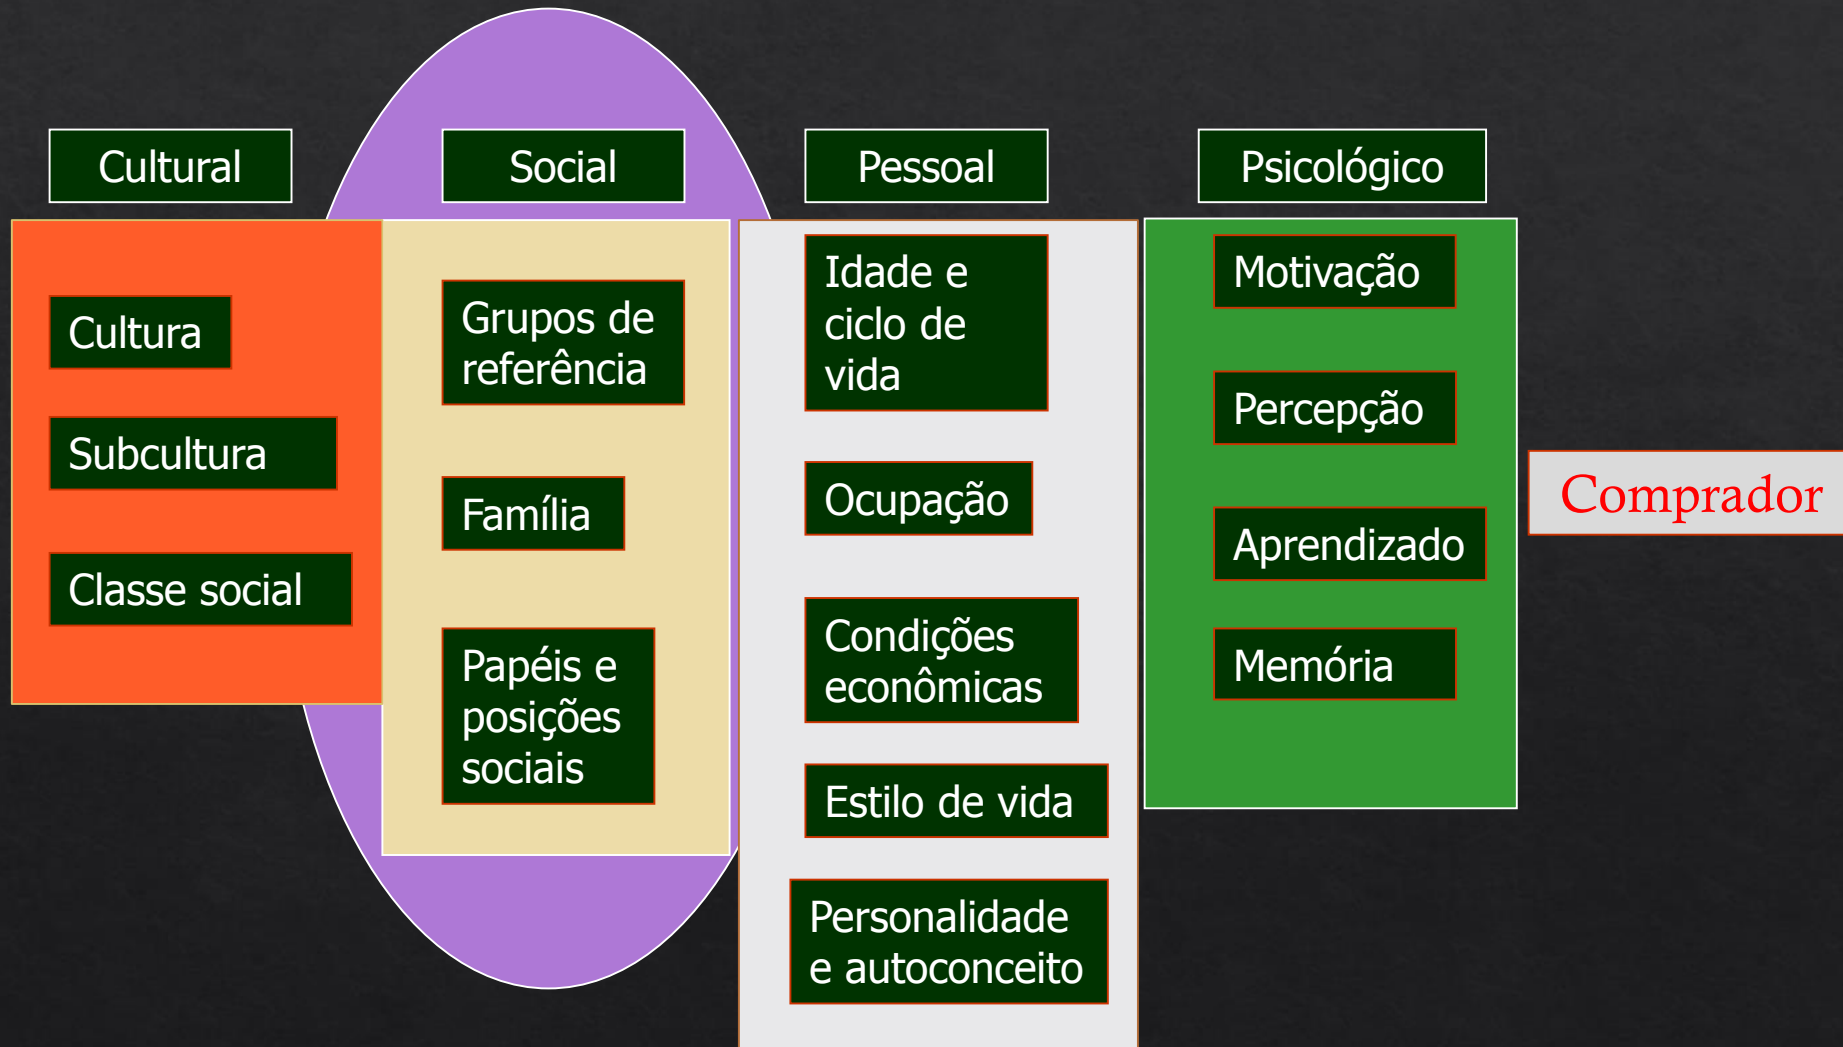 Cultural
Cultura
Subcultura
Classe social
Social
Grupos de
referência
Família
Papéis e
posições
sociais
Pessoal
Idade e
ciclo de
vida
Ocupação
Condições
econômicas
Estilo de vida
Personalidade
e autoconceito
Psicológico
Motivação
Percepção
Aprendizado
Memória
Comprador